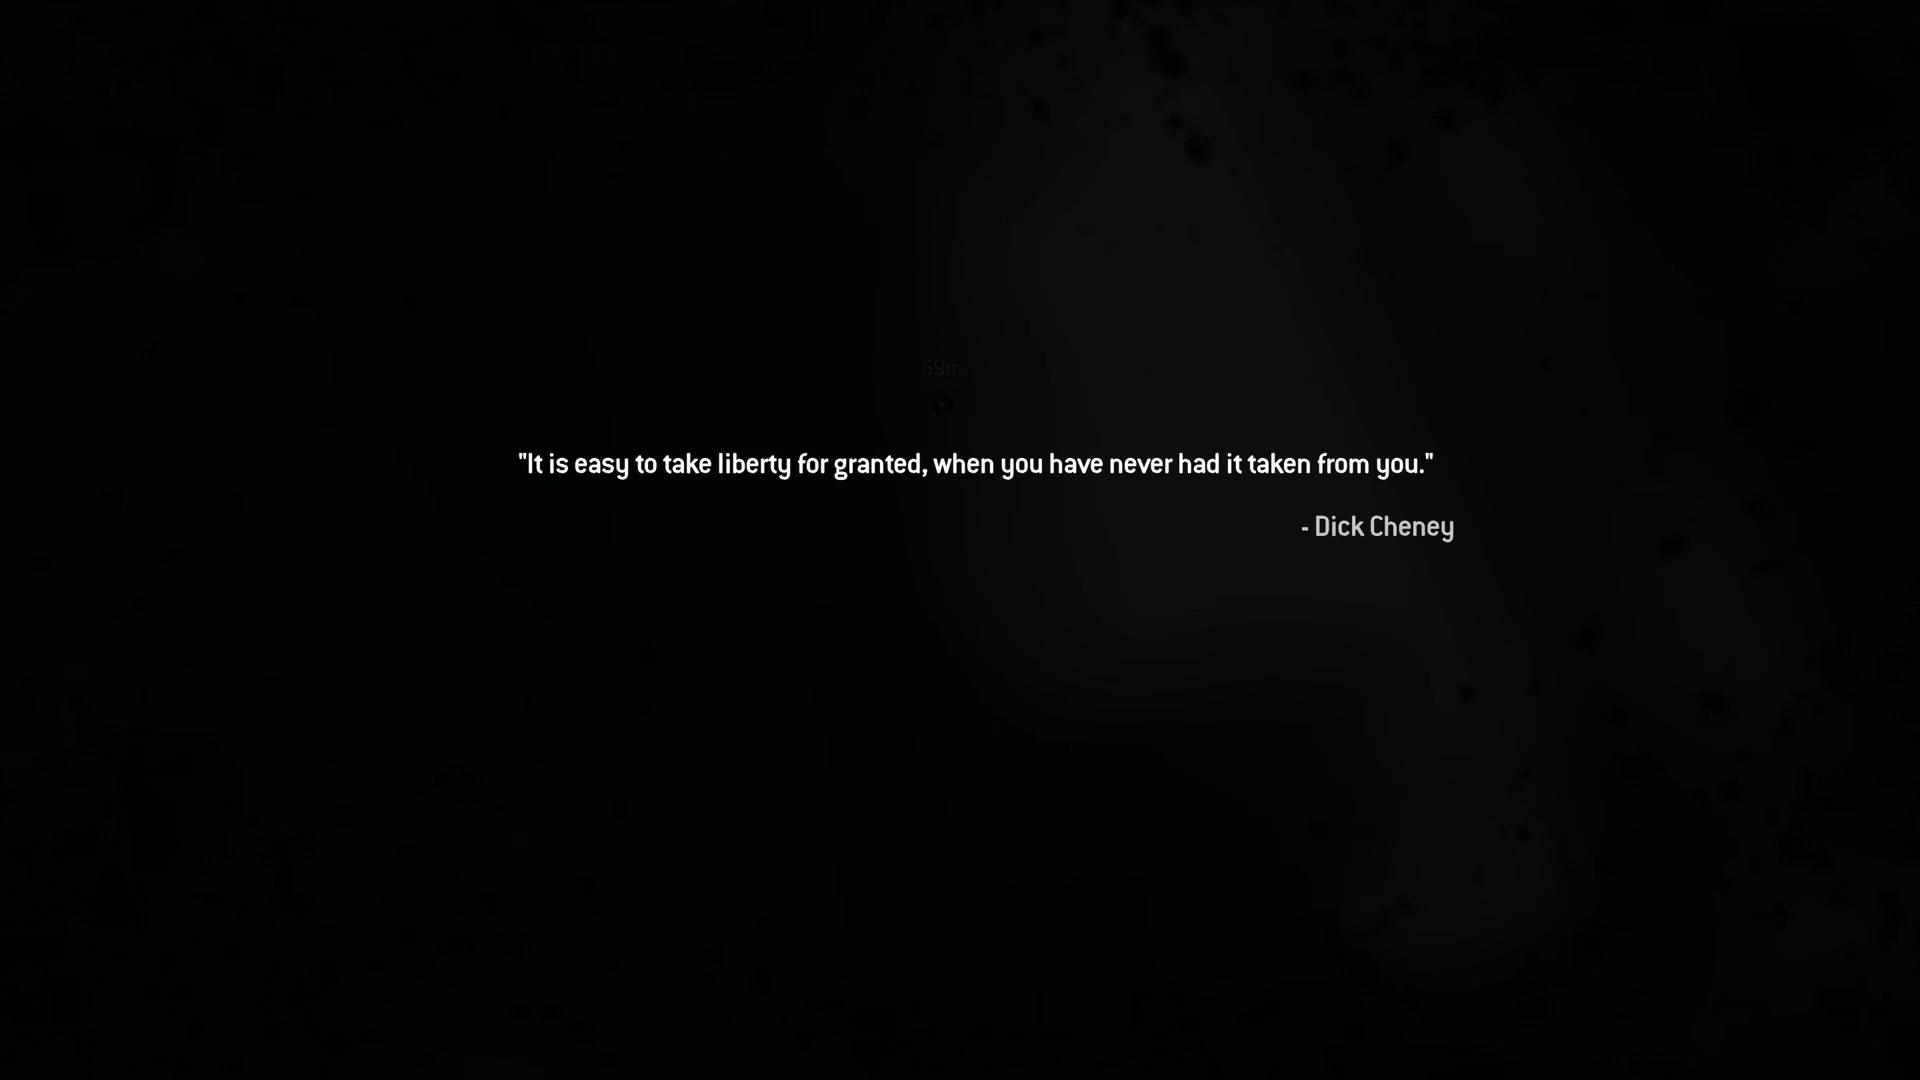 69m
"It is easy to take liberty for granted, when you have never had it taken from you."
- Dick Cheney